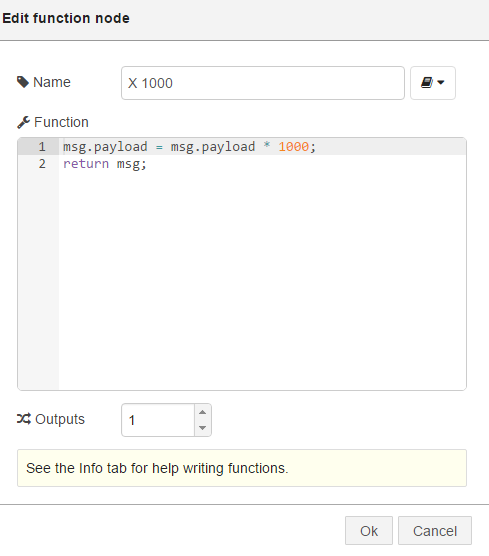 Edit function node
Name
X 1000
Function
1 msg.payload = msg.payload * 1000;
2 return msg;
Outputs
1
See the Info tab for help writing functions.
Ok Cancel